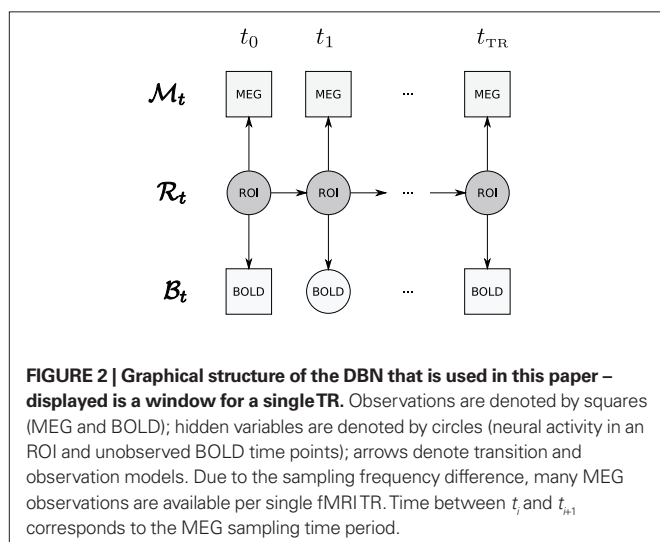 t₀ t₁ t_TR
ℳ_t MEG MEG ... MEG
ℛ_t ROI ROI ... ROI
ℬ_t BOLD BOLD ... BOLD
FIGURE 2 | Graphical structure of the DBN that is used in this paper –
displayed is a window for a single TR. Observations are denoted by squares
(MEG and BOLD); hidden variables are denoted by circles (neural activity in an
ROI and unobserved BOLD time points); arrows denote transition and
observation models. Due to the sampling frequency difference, many MEG
observations are available per single fMRI TR. Time between tᵢ and tᵢ₊₁
corresponds to the MEG sampling time period.